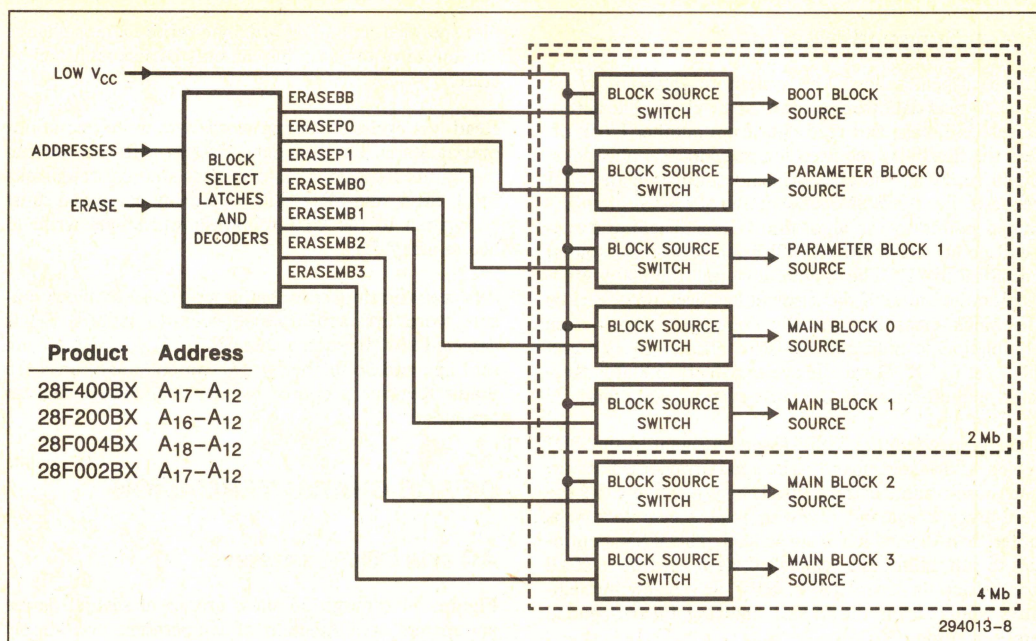 LOW VCC
ADDRESSES
ERASE
BLOCK
SELECT
LATCHES
AND
DECODERS
ERASEBB
ERASEP0
ERASEP1
ERASEMB0
ERASEMB1
ERASEMB2
ERASEMB3
BLOCK SOURCE
SWITCH
BOOT BLOCK
SOURCE
BLOCK SOURCE
SWITCH
PARAMETER BLOCK 0
SOURCE
BLOCK SOURCE
SWITCH
PARAMETER BLOCK 1
SOURCE
BLOCK SOURCE
SWITCH
MAIN BLOCK 0
SOURCE
BLOCK SOURCE
SWITCH
MAIN BLOCK 1
SOURCE
2 Mb
BLOCK SOURCE
SWITCH
MAIN BLOCK 2
SOURCE
BLOCK SOURCE
SWITCH
MAIN BLOCK 3
SOURCE
4 Mb
Product Address
28F400BX A17–A12
28F200BX A16–A12
28F004BX A18–A12
28F002BX A17–A12
294013–8